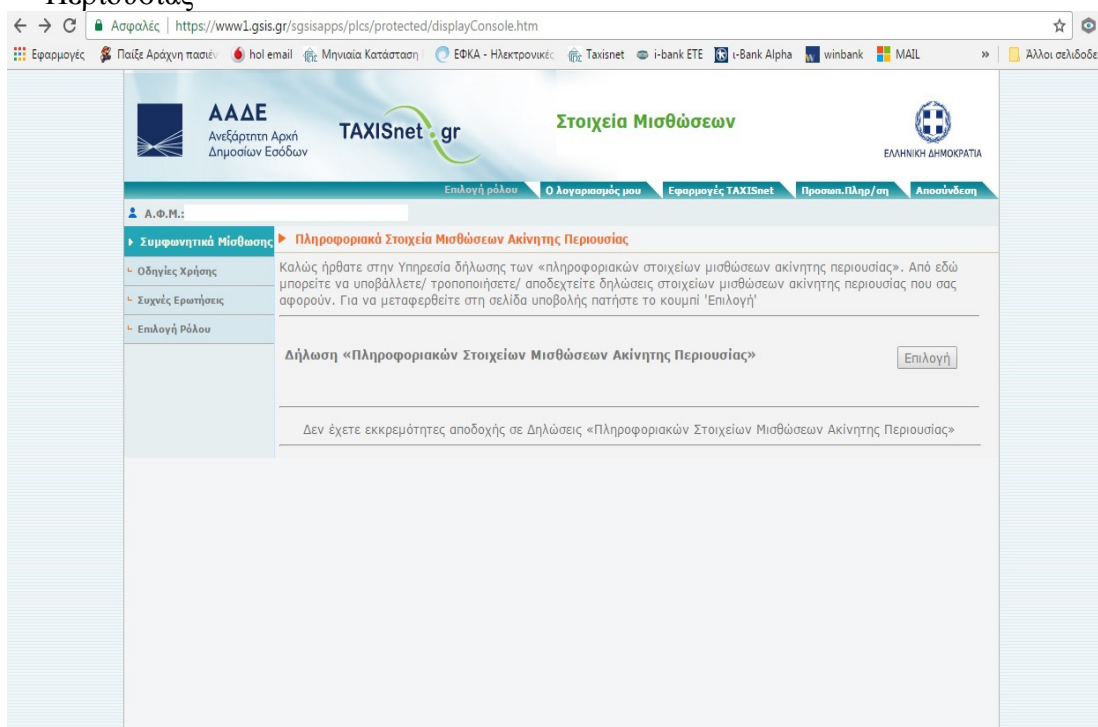 Περιουσίας
Ασφαλές | https://www1.gsis.gr/sgsisapps/plcs/protected/displayConsole.htm
Εφαρμογές Παίξε Αράχνη πασιέν hol email Μηνιαία Κατάσταση ΕΦΚΑ - Ηλεκτρονικές Taxisnet i-bank ETE ι-Bank Alpha winbank MAIL » Άλλοι σελιδοδε
ΑΑΔΕ
Ανεξάρτητη Αρχή
Δημοσίων Εσόδων
TAXISnet.gr
Στοιχεία Μισθώσεων
ΕΛΛΗΝΙΚΗ ΔΗΜΟΚΡΑΤΙΑ
Επιλογή ρόλου Ο λογαριασμός μου Εφαρμογές TAXISnet Προσωπ.Πληρ/ση Αποσύνδεση
Α.Φ.Μ.:
Συμφωνητικά Μίσθωσης
Οδηγίες Χρήσης
Συχνές Ερωτήσεις
Επιλογή Ρόλου
Πληροφοριακά Στοιχεία Μισθώσεων Ακίνητης Περιουσίας
Καλώς ήρθατε στην Υπηρεσία δήλωσης των «πληροφοριακών στοιχείων μισθώσεων ακίνητης περιουσίας». Από εδώ
μπορείτε να υποβάλλετε/ τροποποιήσετε/ αποδεχτείτε δηλώσεις στοιχείων μισθώσεων ακίνητης περιουσίας που σας
αφορούν. Για να μεταφερθείτε στη σελίδα υποβολής πατήστε το κουμπί 'Επιλογή'
Δήλωση «Πληροφοριακών Στοιχείων Μισθώσεων Ακίνητης Περιουσίας» Επιλογή
Δεν έχετε εκκρεμότητες αποδοχής σε Δηλώσεις «Πληροφοριακών Στοιχείων Μισθώσεων Ακίνητης Περιουσίας»